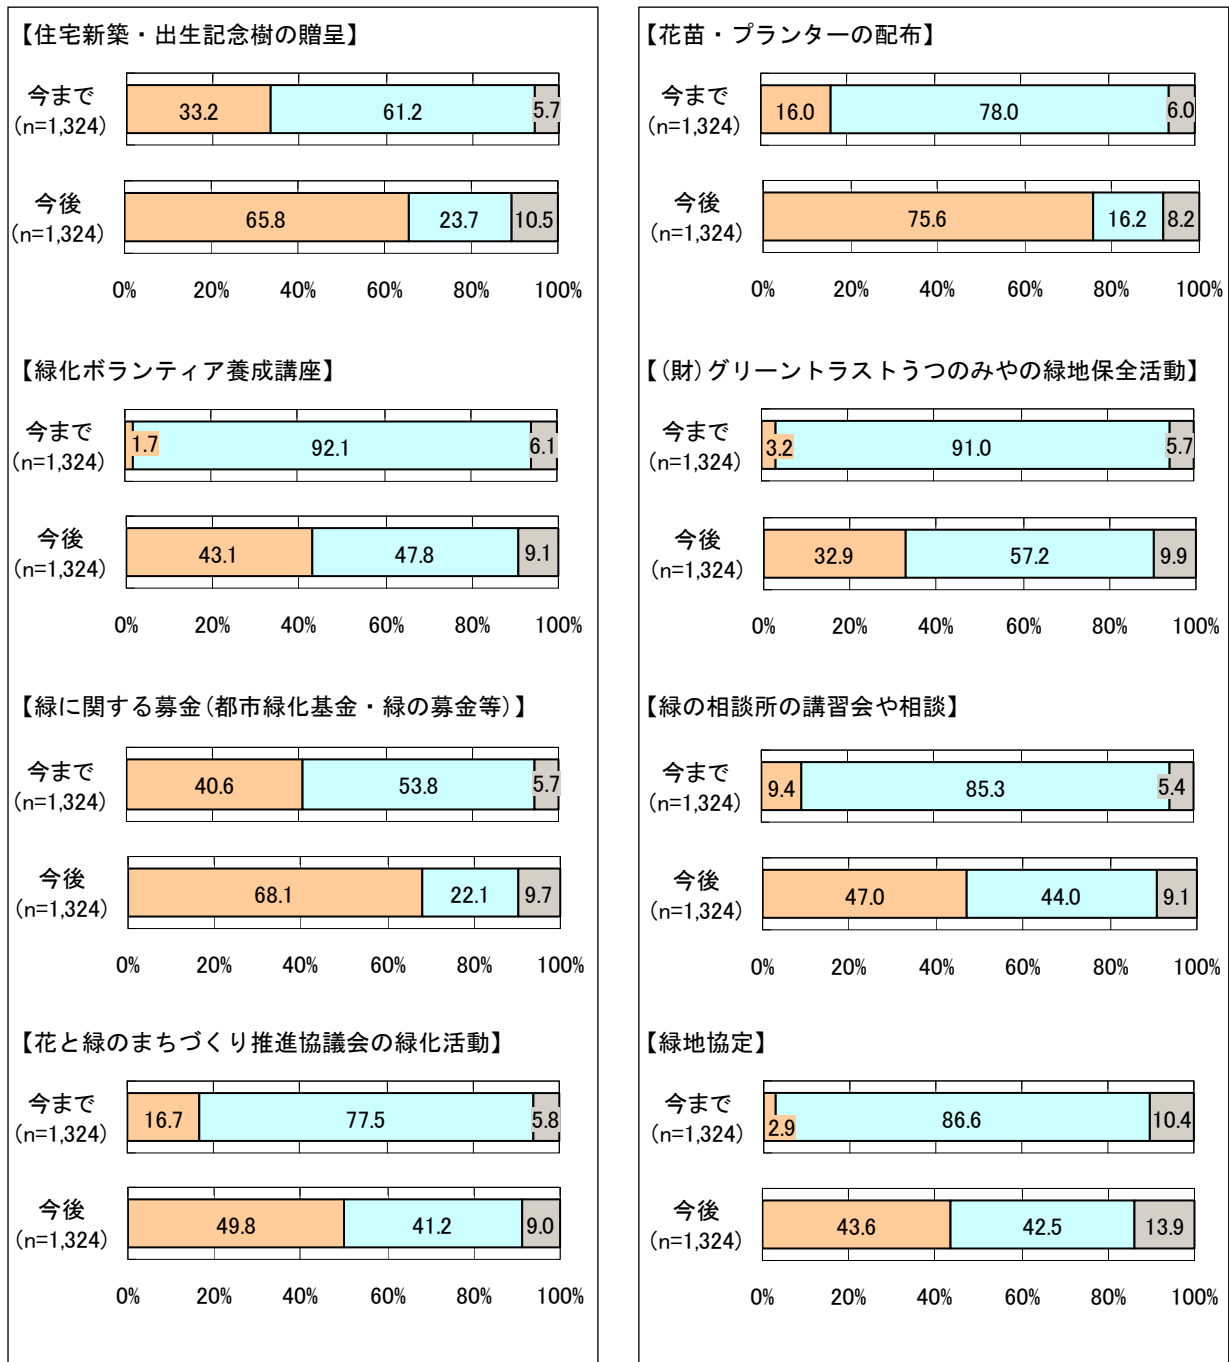 【住宅新築・出生記念樹の贈呈】
今まで
(n=1,324)
33.2 61.2 5.7
今後
(n=1,324)
65.8 23.7 10.5
0% 20% 40% 60% 80% 100%
【緑化ボランティア養成講座】
今まで
(n=1,324)
1.7 92.1 6.1
今後
(n=1,324)
43.1 47.8 9.1
0% 20% 40% 60% 80% 100%
【緑に関する募金(都市緑化基金・緑の募金等)】
今まで
(n=1,324)
40.6 53.8 5.7
今後
(n=1,324)
68.1 22.1 9.7
0% 20% 40% 60% 80% 100%
【花と緑のまちづくり推進協議会の緑化活動】
今まで
(n=1,324)
16.7 77.5 5.8
今後
(n=1,324)
49.8 41.2 9.0
0% 20% 40% 60% 80% 100%
【花苗・プランターの配布】
今まで
(n=1,324)
16.0 78.0 6.0
今後
(n=1,324)
75.6 16.2 8.2
0% 20% 40% 60% 80% 100%
【(財)グリーントラストうつのみやの緑地保全活動】
今まで
(n=1,324)
3.2 91.0 5.7
今後
(n=1,324)
32.9 57.2 9.9
0% 20% 40% 60% 80% 100%
【緑の相談所の講習会や相談】
今まで
(n=1,324)
9.4 85.3 5.4
今後
(n=1,324)
47.0 44.0 9.1
0% 20% 40% 60% 80% 100%
【緑地協定】
今まで
(n=1,324)
2.9 86.6 10.4
今後
(n=1,324)
43.6 42.5 13.9
0% 20% 40% 60% 80% 100%